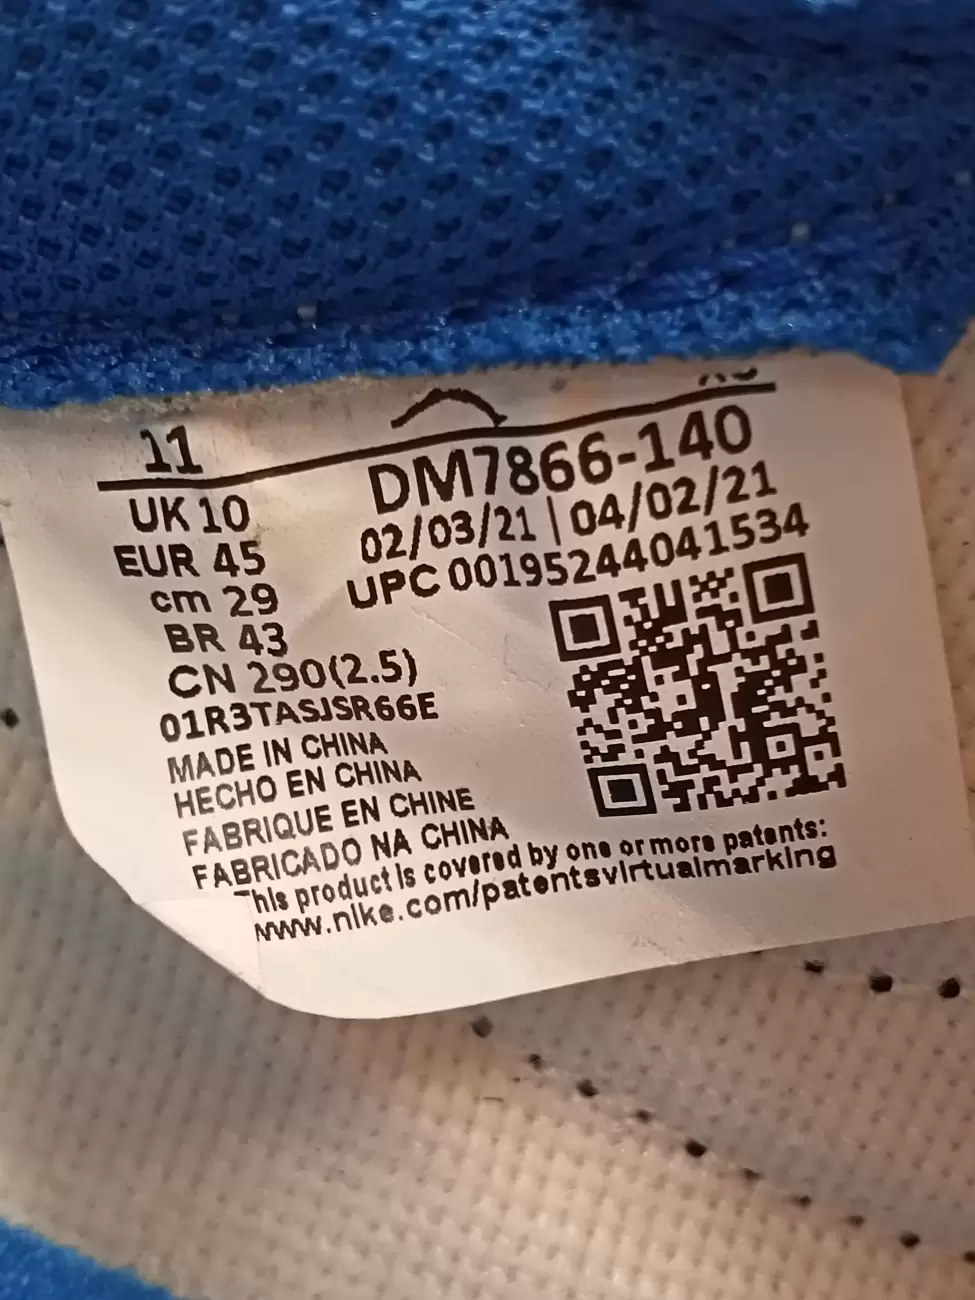 11
DM7866-140
UK 10
02/03/21 | 04/02/21
EUR 45
UPC 00195244041534
cm 29
BR 43
CN 290(2.5)
01R3TASJSR66E
MADE IN CHINA
HECHO EN CHINA
FABRIQUE EN CHINE
FABRICADO NA CHINA
This product is covered by one or more patents:
www.nike.com/patentsvirtualmarking